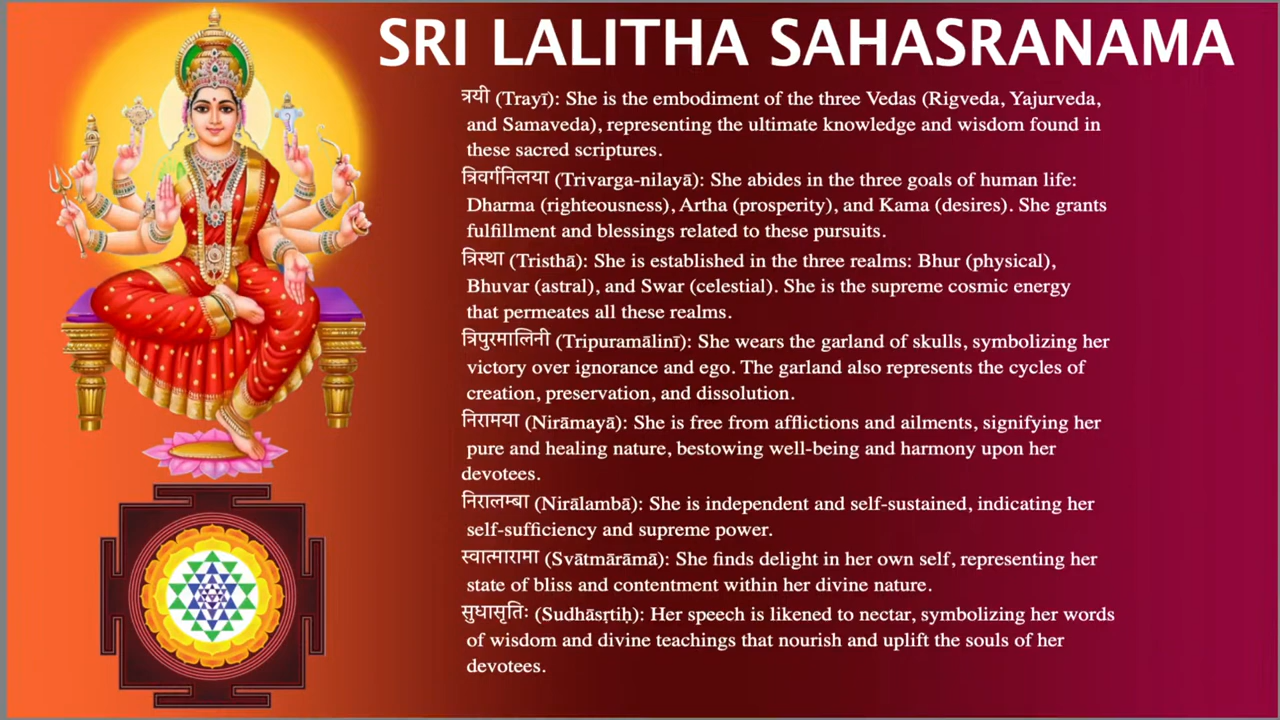 SRI LALITHA SAHASRANAMA
त्रयी (Trayī): She is the embodiment of the three Vedas (Rigveda, Yajurveda,
and Samaveda), representing the ultimate knowledge and wisdom found in
these sacred scriptures.
त्रिवर्गनिलया (Trivarga-nilayā): She abides in the three goals of human life:
Dharma (righteousness), Artha (prosperity), and Kama (desires). She grants
fulfillment and blessings related to these pursuits.
त्रिस्था (Tristhā): She is established in the three realms: Bhur (physical),
Bhuvar (astral), and Swar (celestial). She is the supreme cosmic energy
that permeates all these realms.
त्रिपुरमालिनी (Tripuramālinī): She wears the garland of skulls, symbolizing her
victory over ignorance and ego. The garland also represents the cycles of
creation, preservation, and dissolution.
निरामया (Nirāmayā): She is free from afflictions and ailments, signifying her
pure and healing nature, bestowing well-being and harmony upon her
devotees.
निरालम्बा (Nirālambā): She is independent and self-sustained, indicating her
self-sufficiency and supreme power.
स्वात्मारामा (Svātmārāmā): She finds delight in her own self, representing her
state of bliss and contentment within her divine nature.
सुधासृतिः (Sudhāsṛtiḥ): Her speech is likened to nectar, symbolizing her words
of wisdom and divine teachings that nourish and uplift the souls of her
devotees.